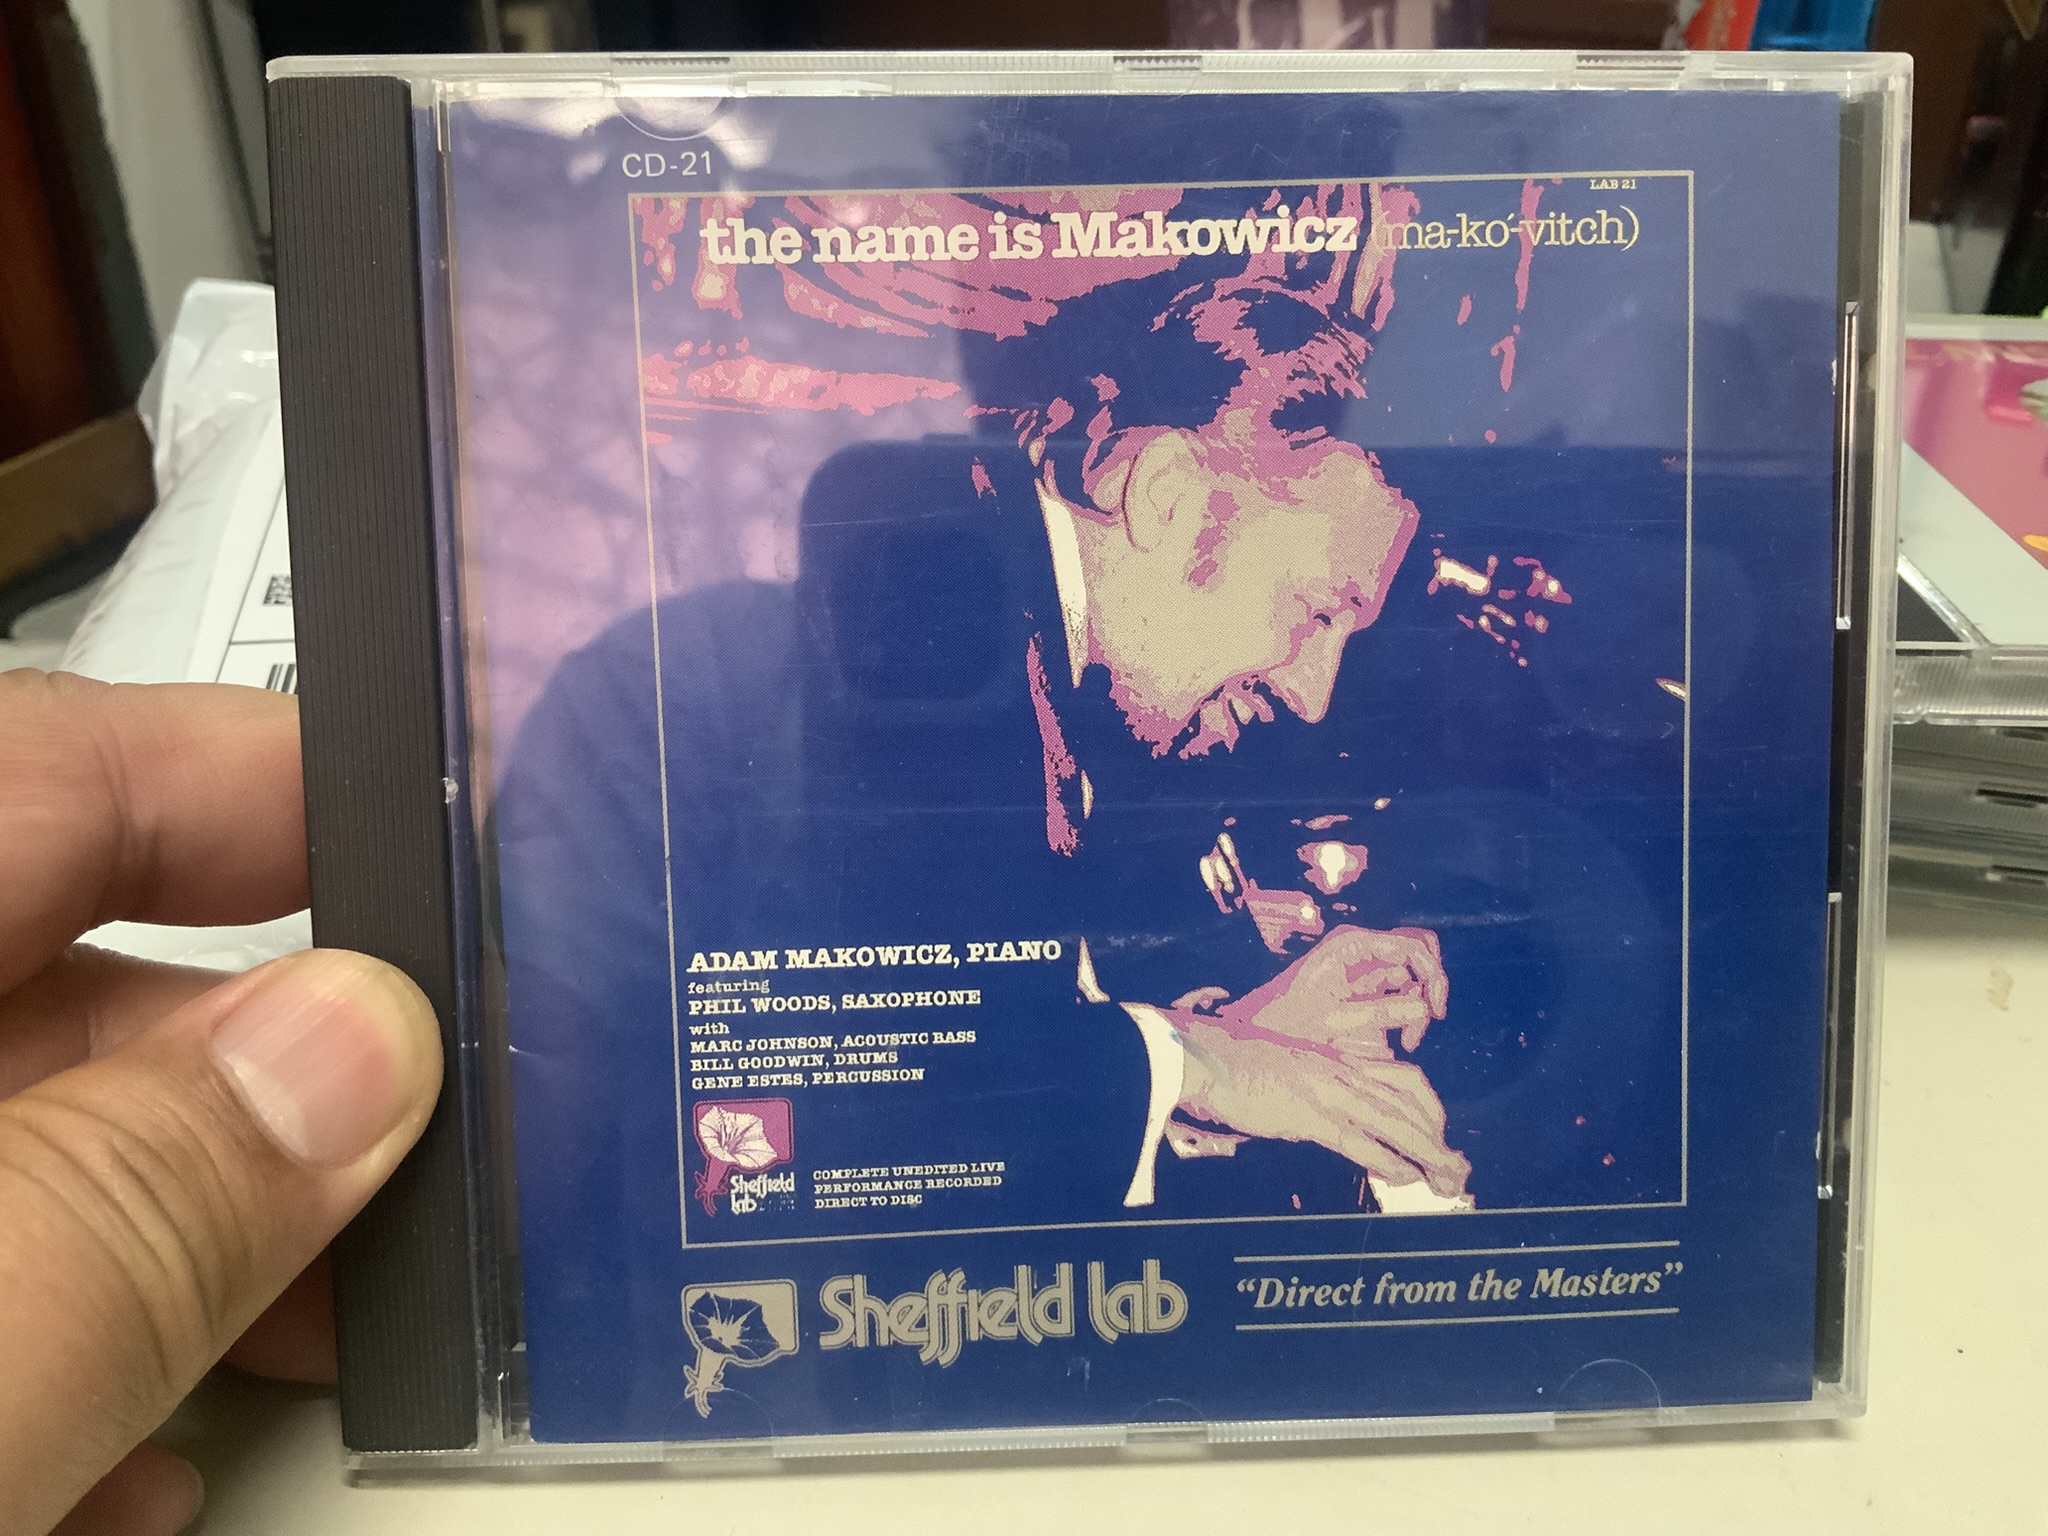 CD-21
LAB 21
the name is Makowicz (ma-kó-vitch)
ADAM MAKOWICZ, PIANO
featuring
PHIL WOODS, SAXOPHONE
with
MARC JOHNSON, ACOUSTIC BASS
BILL GOODWIN, DRUMS
GENE ESTES, PERCUSSION
Sheffield
lab
COMPLETE UNEDITED LIVE
PERFORMANCE RECORDED
DIRECT TO DISC
Sheffield lab
“Direct from the Masters”